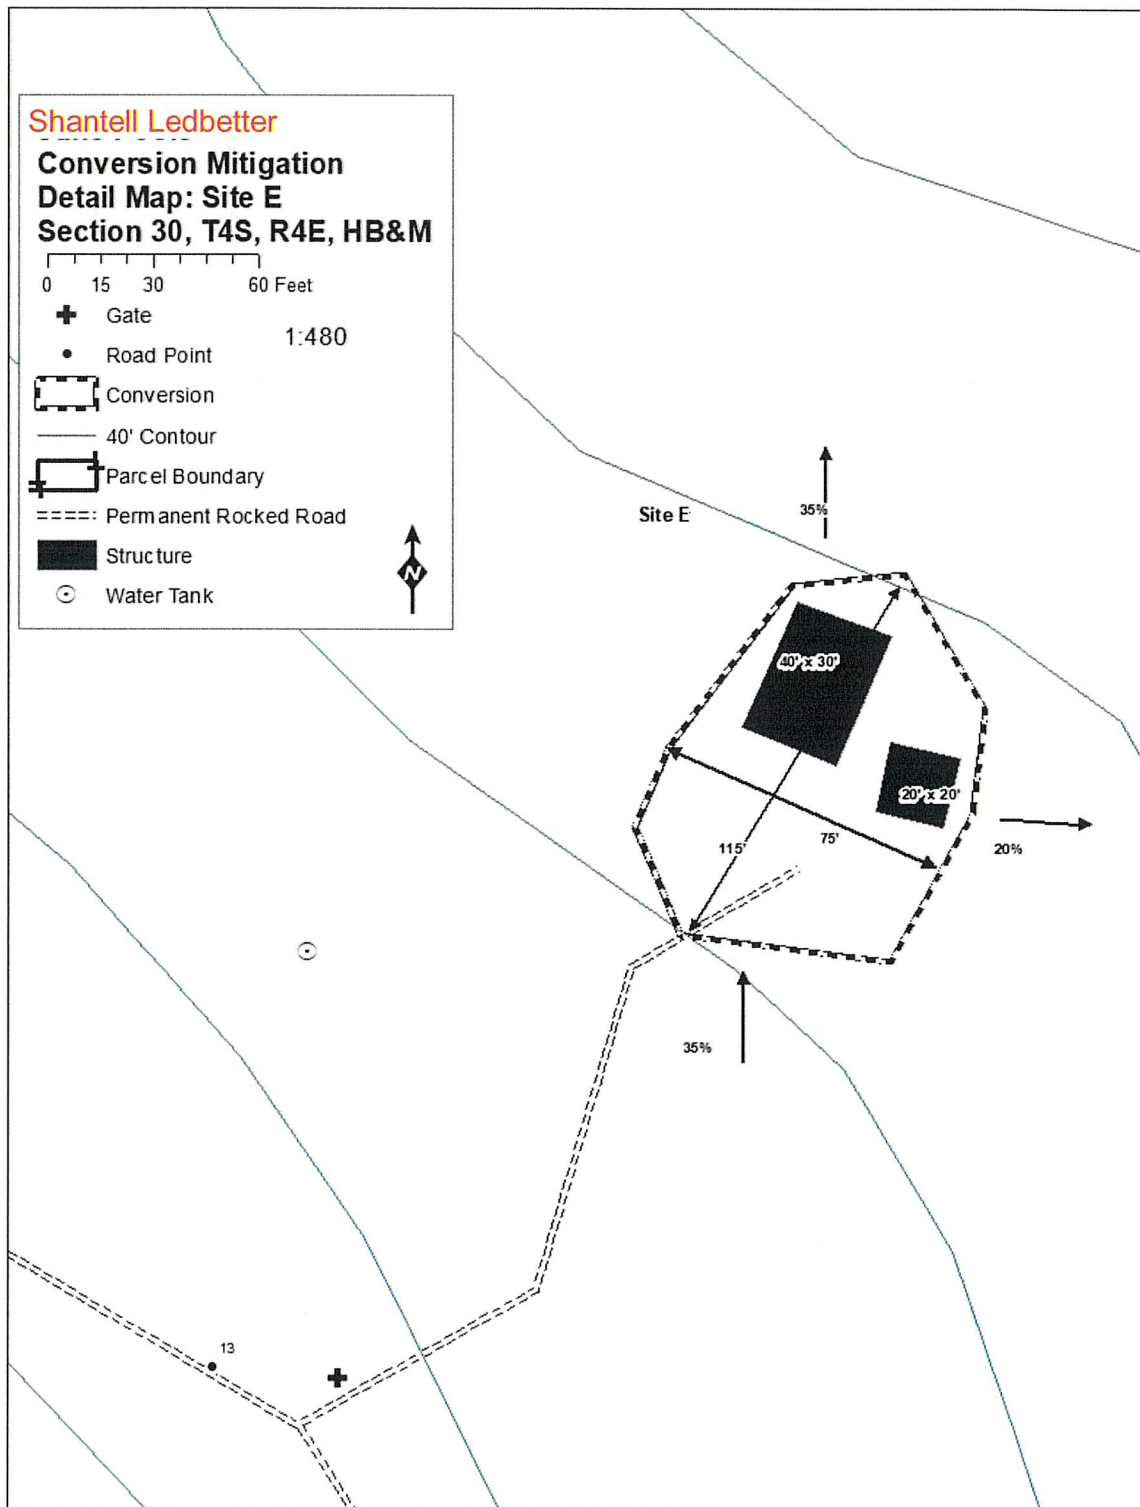 Shantell Ledbetter
Conversion Mitigation
Detail Map: Site E
Section 30, T4S, R4E, HB&M
0 15 30 60 Feet
Gate
1:480
Road Point
Conversion
40' Contour
Parcel Boundary
Permanent Rocked Road
Structure
N
Water Tank
Site E
35%
40' x 30'
20' x 20'
75'
115'
20%
35%
13